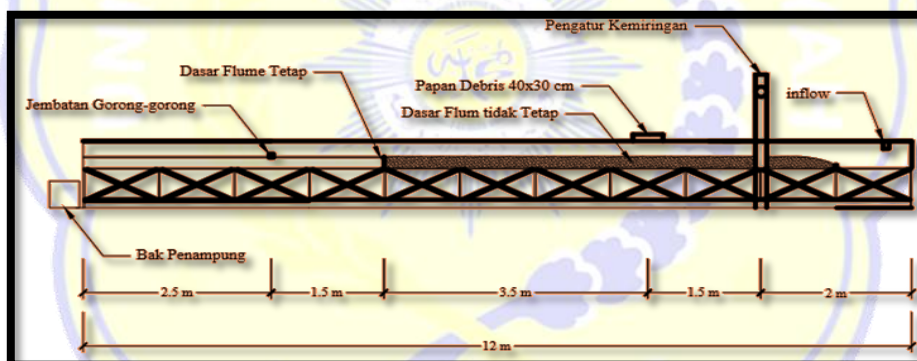 Pengatur Kemiringan
Dasar Flume Tetap
Papan Debris 40x30 cm
inflow
Jembatan Gorong-gorong
Dasar Flum tidak Tetap
Bak Penampung
2.5 m
1.5 m
3.5 m
1.5 m
2 m
12 m